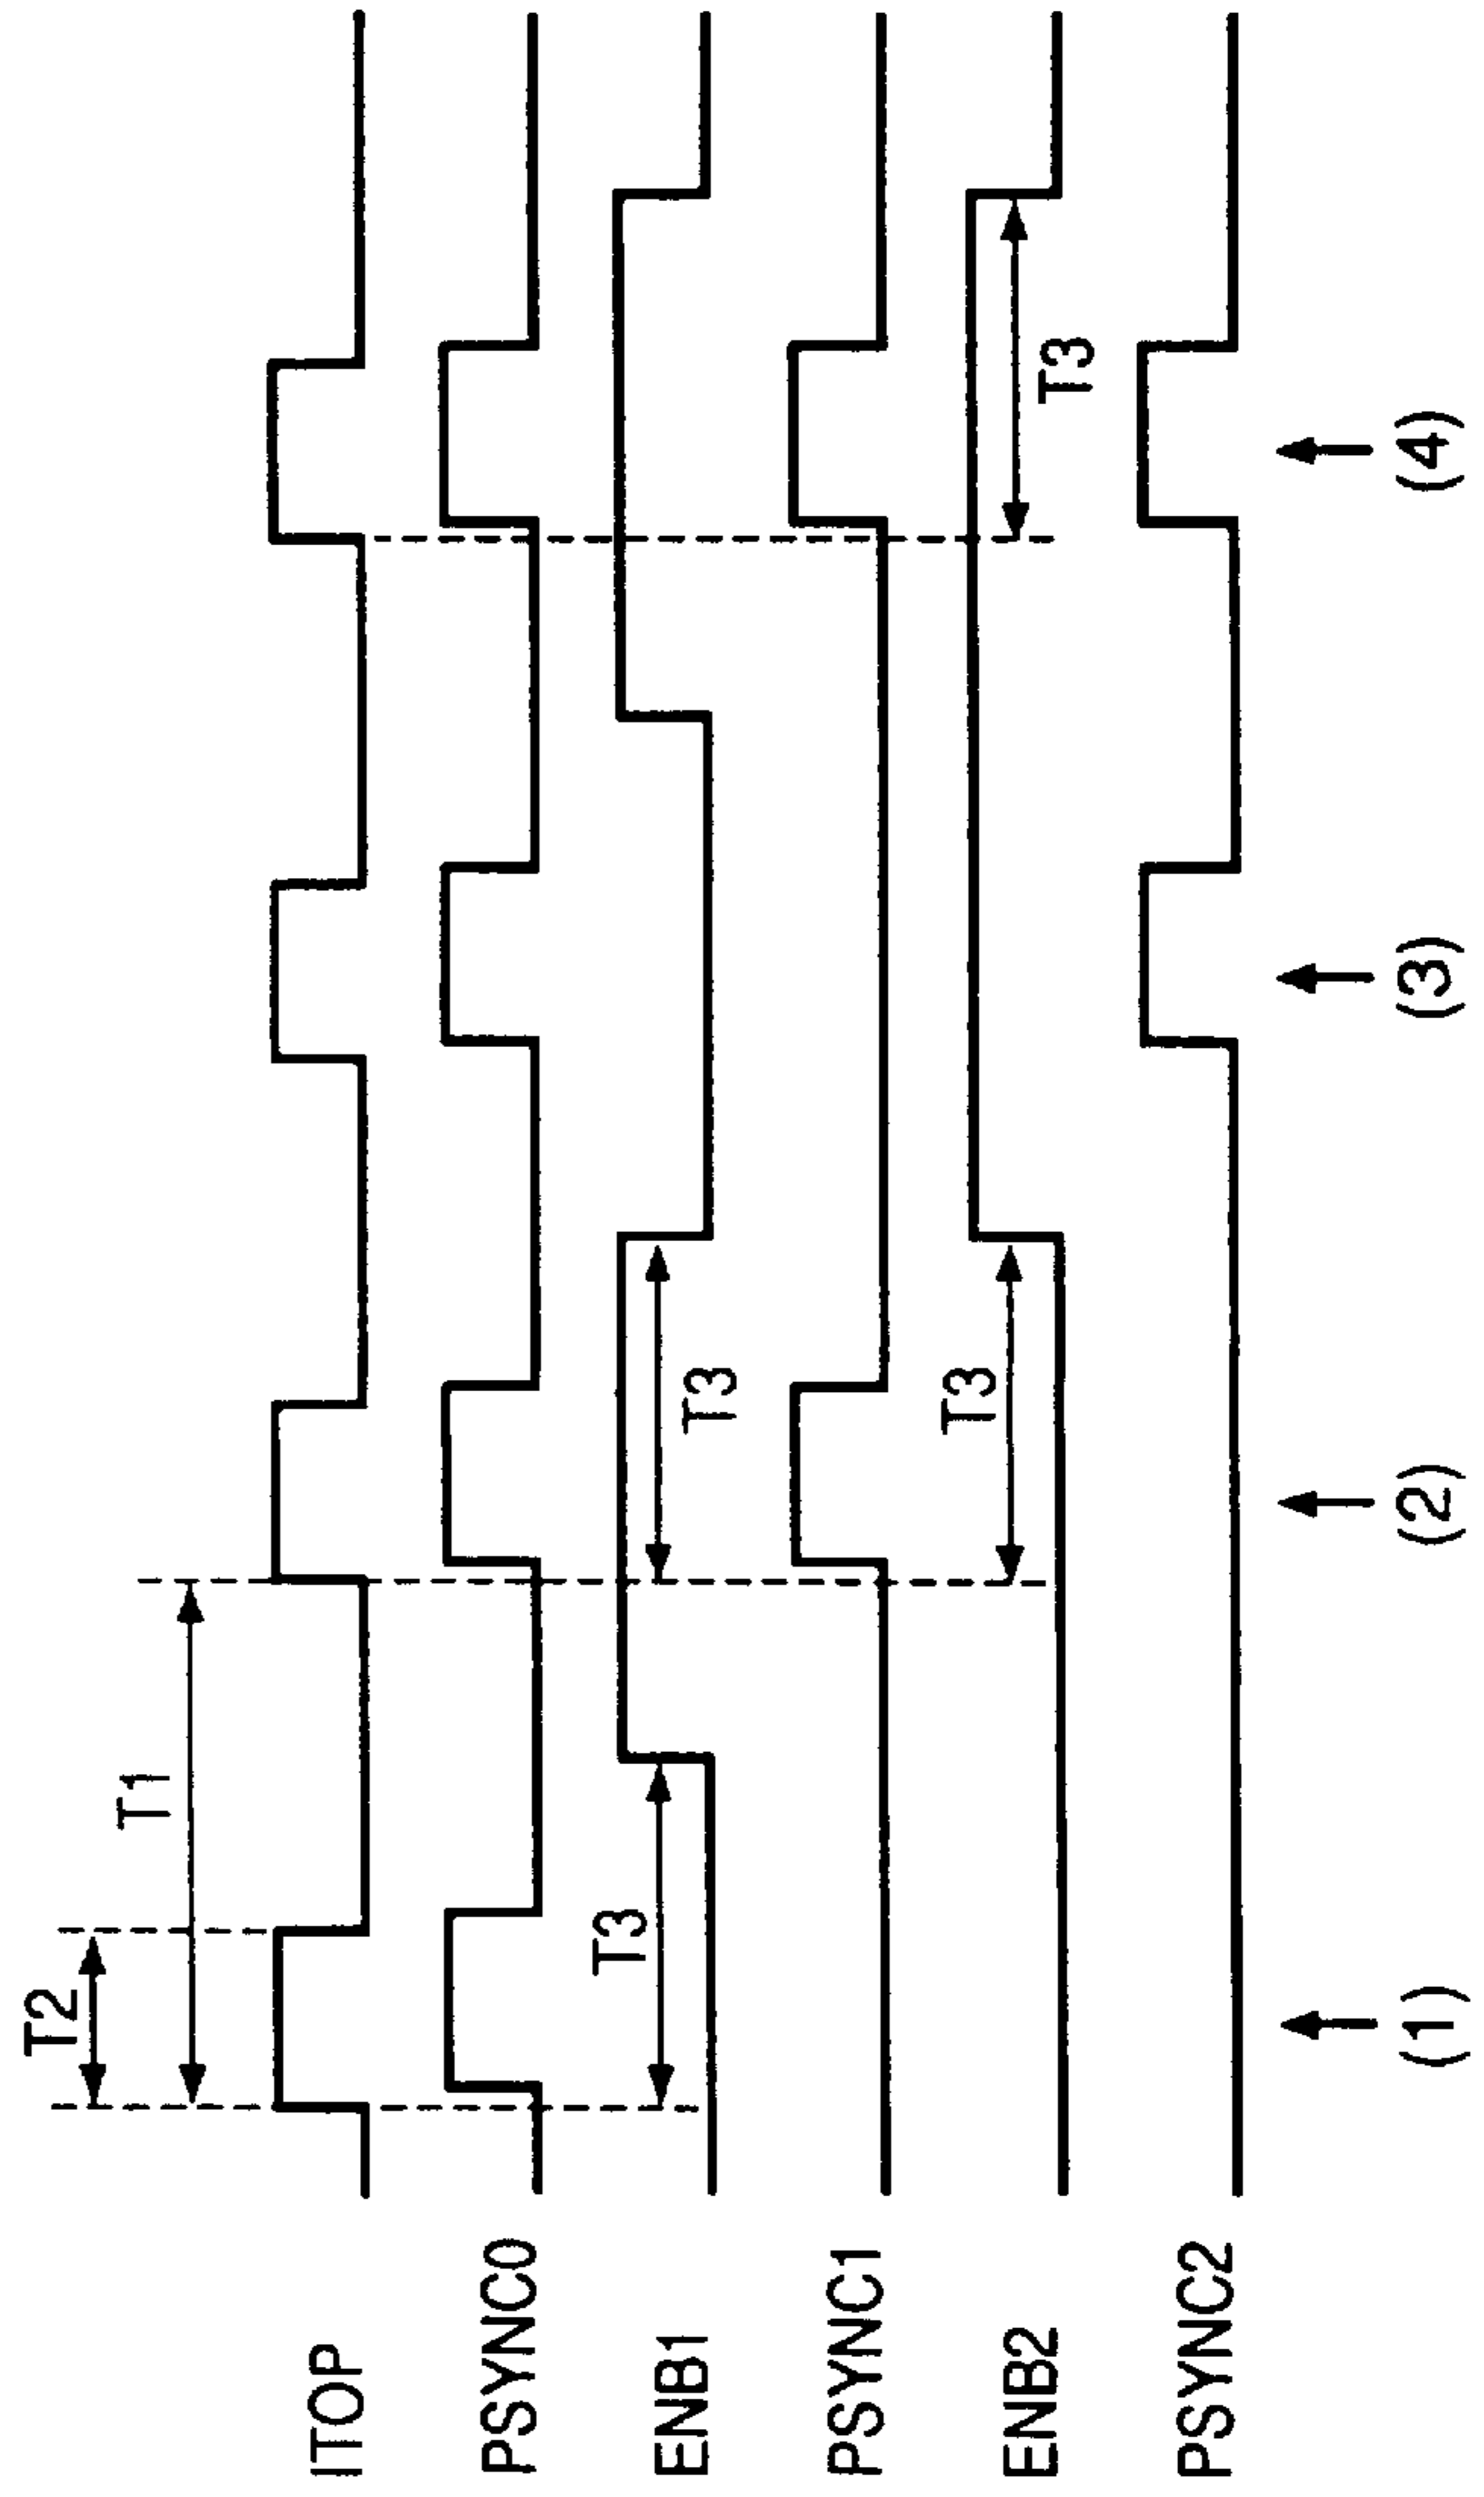 T2
T1
ITOP
PSYNC0
T3
T3
ENB1
PSYNC1
T3
T3
ENB2
PSYNC2
(1)
(2)
(3)
(4)